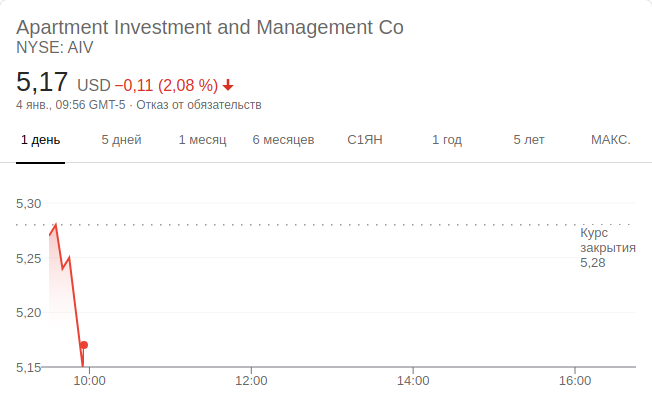 Apartment Investment and Management Co
NYSE: AIV
5,17 USD −0,11 (2,08 %)
4 янв., 09:56 GMT-5 · Отказ от обязательств
1 день 5 дней 1 месяц 6 месяцев С1ЯН 1 год 5 лет МАКС.
5,30
Курс
закрытия
5,28
5,25
5,20
5,15
10:00 12:00 14:00 16:00